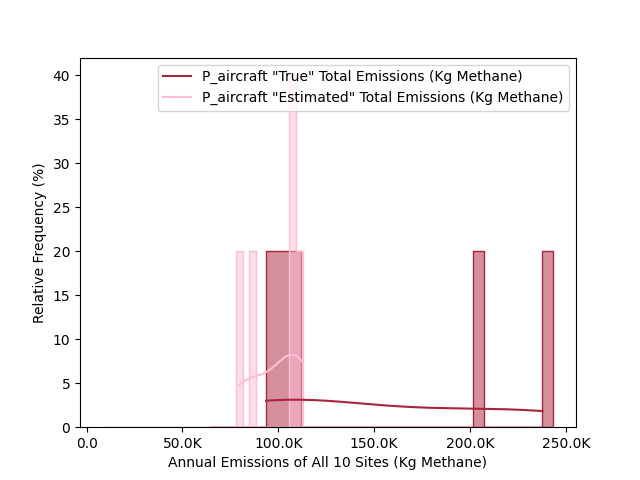 P_aircraft "True" Total Emissions (Kg Methane)
P_aircraft "Estimated" Total Emissions (Kg Methane)
40
35
30
25
20
15
10
5
0
Relative Frequency (%)
0.0
50.0K
100.0K
150.0K
200.0K
250.0K
Annual Emissions of All 10 Sites (Kg Methane)